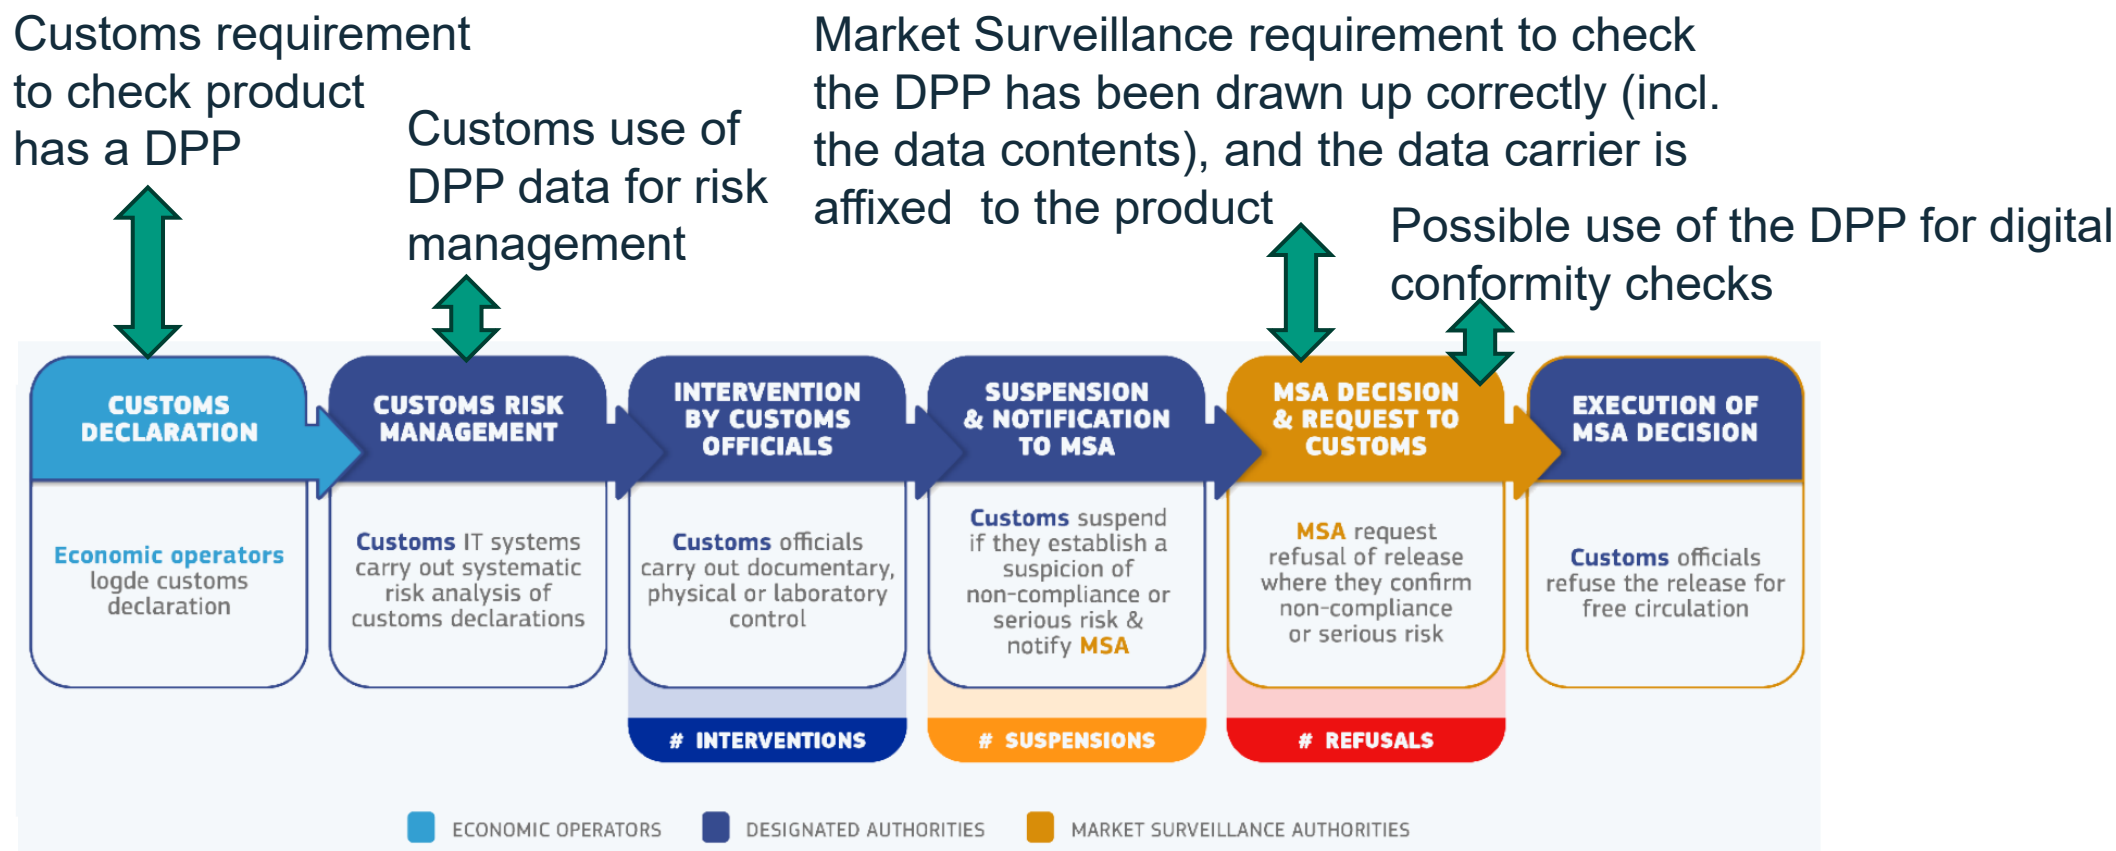 Customs requirement
to check product
has a DPP
Customs use of
DPP data for risk
management
Market Surveillance requirement to check
the DPP has been drawn up correctly (incl.
the data contents), and the data carrier is
affixed  to the product
Possible use of the DPP for digital
conformity checks
CUSTOMS
DECLARATION
Economic operators
logde customs
declaration
CUSTOMS RISK
MANAGEMENT
Customs IT systems
carry out systematic
risk analysis of
customs declarations
INTERVENTION
BY CUSTOMS
OFFICIALS
Customs officials
carry out documentary,
physical or laboratory
control
# INTERVENTIONS
SUSPENSION
& NOTIFICATION
TO MSA
Customs suspend
if they establish a
suspicion of
non-compliance or
serious risk &
notify MSA
# SUSPENSIONS
MSA DECISION
& REQUEST TO
CUSTOMS
MSA request
refusal of release
where they confirm
non-compliance
or serious risk
# REFUSALS
EXECUTION OF
MSA DECISION
Customs officials
refuse the release for
free circulation
ECONOMIC OPERATORS
DESIGNATED AUTHORITIES
MARKET SURVEILLANCE AUTHORITIES